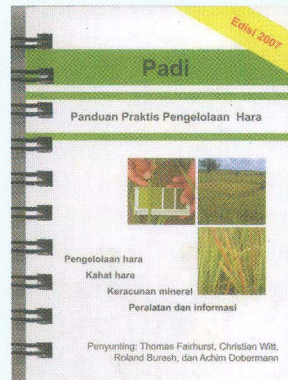 Edisi 2007
Padi
Panduan Praktis Pengelolaan Hara
Pengelolaan hara
Kahat hara
Keracunan mineral
Peralatan dan informasi
Penyunting: Thomas Fairhurst, Christian Witt,
Roland Buresh, dan Achim Dobermann